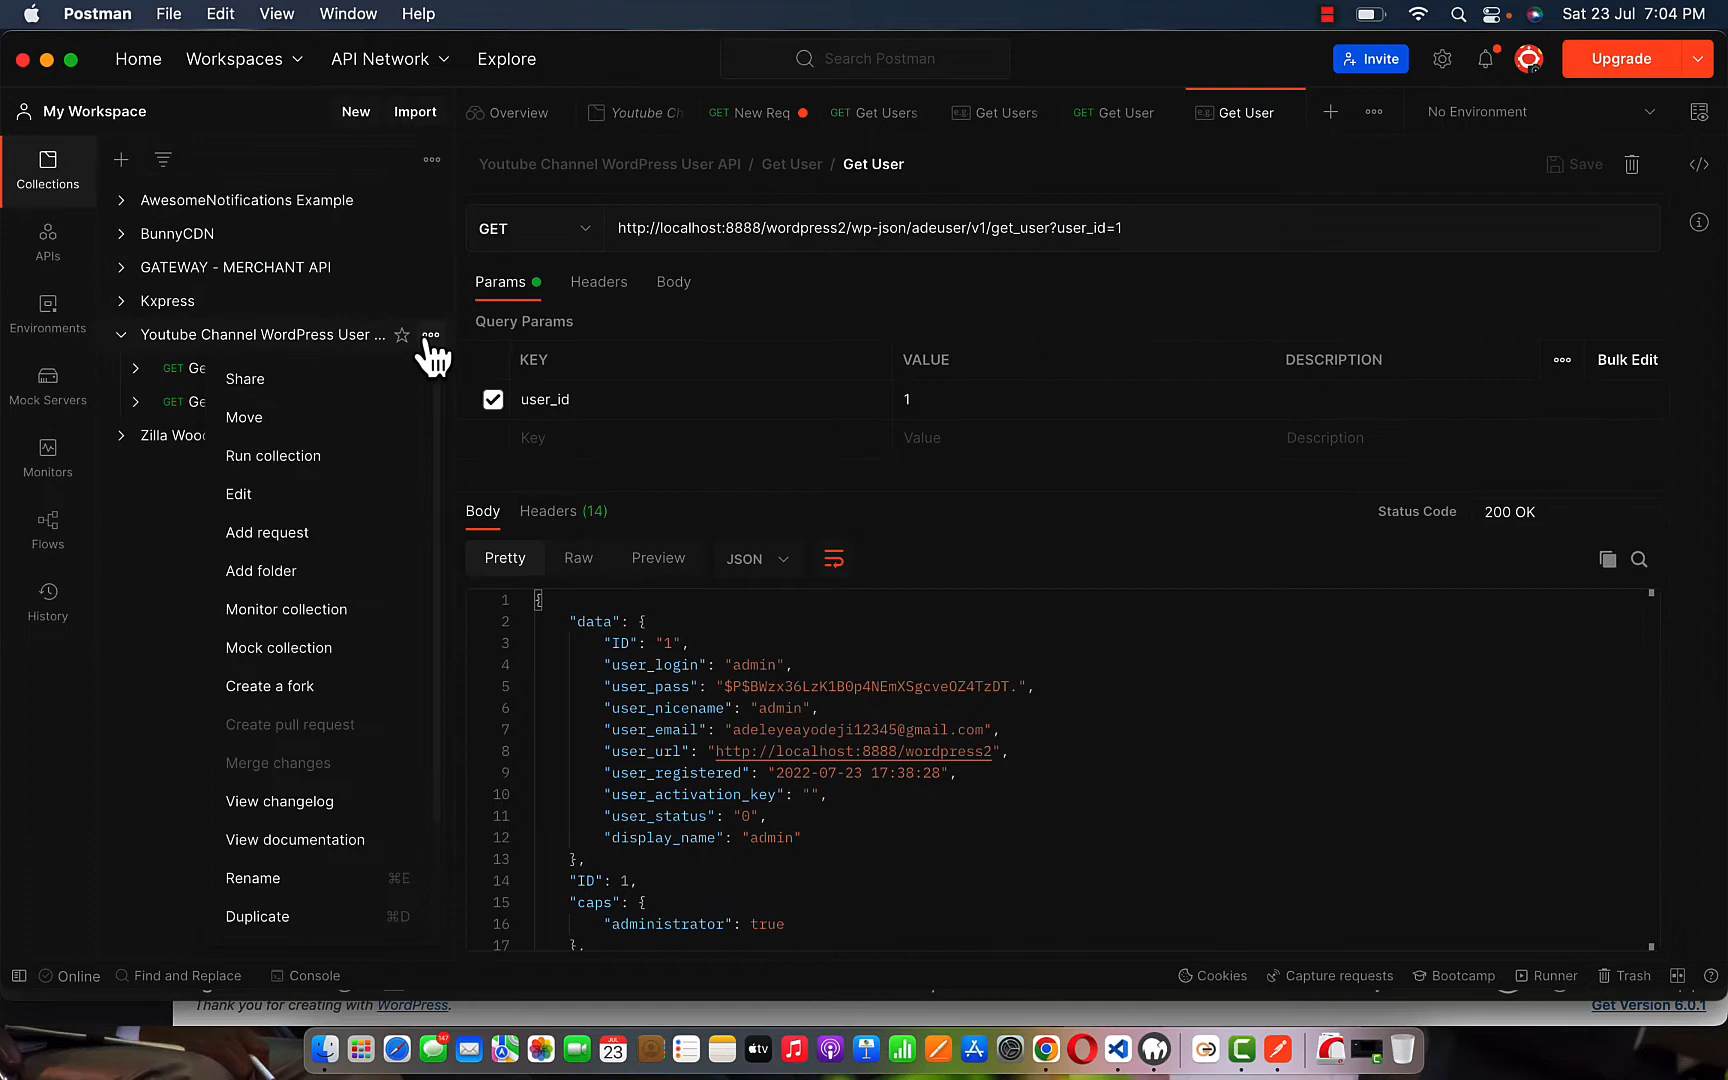 Postman File Edit View Window Help Sat 23 Jul 7:04 PM
Home Workspaces API Network Explore Search Postman Invite Upgrade
My Workspace New Import Overview Youtube Ch GET New Req GET Get Users e.g. Get Users GET Get User e.g. Get User No Environment
Collections
APIs
Environments
Mock Servers
Monitors
Flows
History
AwesomeNotifications Example
BunnyCDN
GATEWAY - MERCHANT API
Kxpress
Youtube Channel WordPress User ...
GET Ge
GET Ge
Zilla Wooc
Share
Move
Run collection
Edit
Add request
Add folder
Monitor collection
Mock collection
Create a fork
Create pull request
Merge changes
View changelog
View documentation
Rename ⌘E
Duplicate ⌘D
Youtube Channel WordPress User API / Get User / Get User Save
GET http://localhost:8888/wordpress2/wp-json/adeuser/v1/get_user?user_id=1
Params Headers Body
Query Params
KEY VALUE DESCRIPTION Bulk Edit
user_id 1
Key Value Description
Body Headers (14) Status Code 200 OK
Pretty Raw Preview JSON
1 {
2 "data": {
3 "ID": "1",
4 "user_login": "admin",
5 "user_pass": "$P$BWzx36LzK1B0p4NEmXSgcveOZ4TzDT.",
6 "user_nicename": "admin",
7 "user_email": "adeleyeayodeji12345@gmail.com",
8 "user_url": "http://localhost:8888/wordpress2",
9 "user_registered": "2022-07-23 17:38:28",
10 "user_activation_key": "",
11 "user_status": "0",
12 "display_name": "admin"
13 },
14 "ID": 1,
15 "caps": {
16 "administrator": true
17 },
Online Find and Replace Console Cookies Capture requests Bootcamp Runner Trash
Thank you for creating with WordPress. Get Version 6.0.1
147
JUL
23
tv